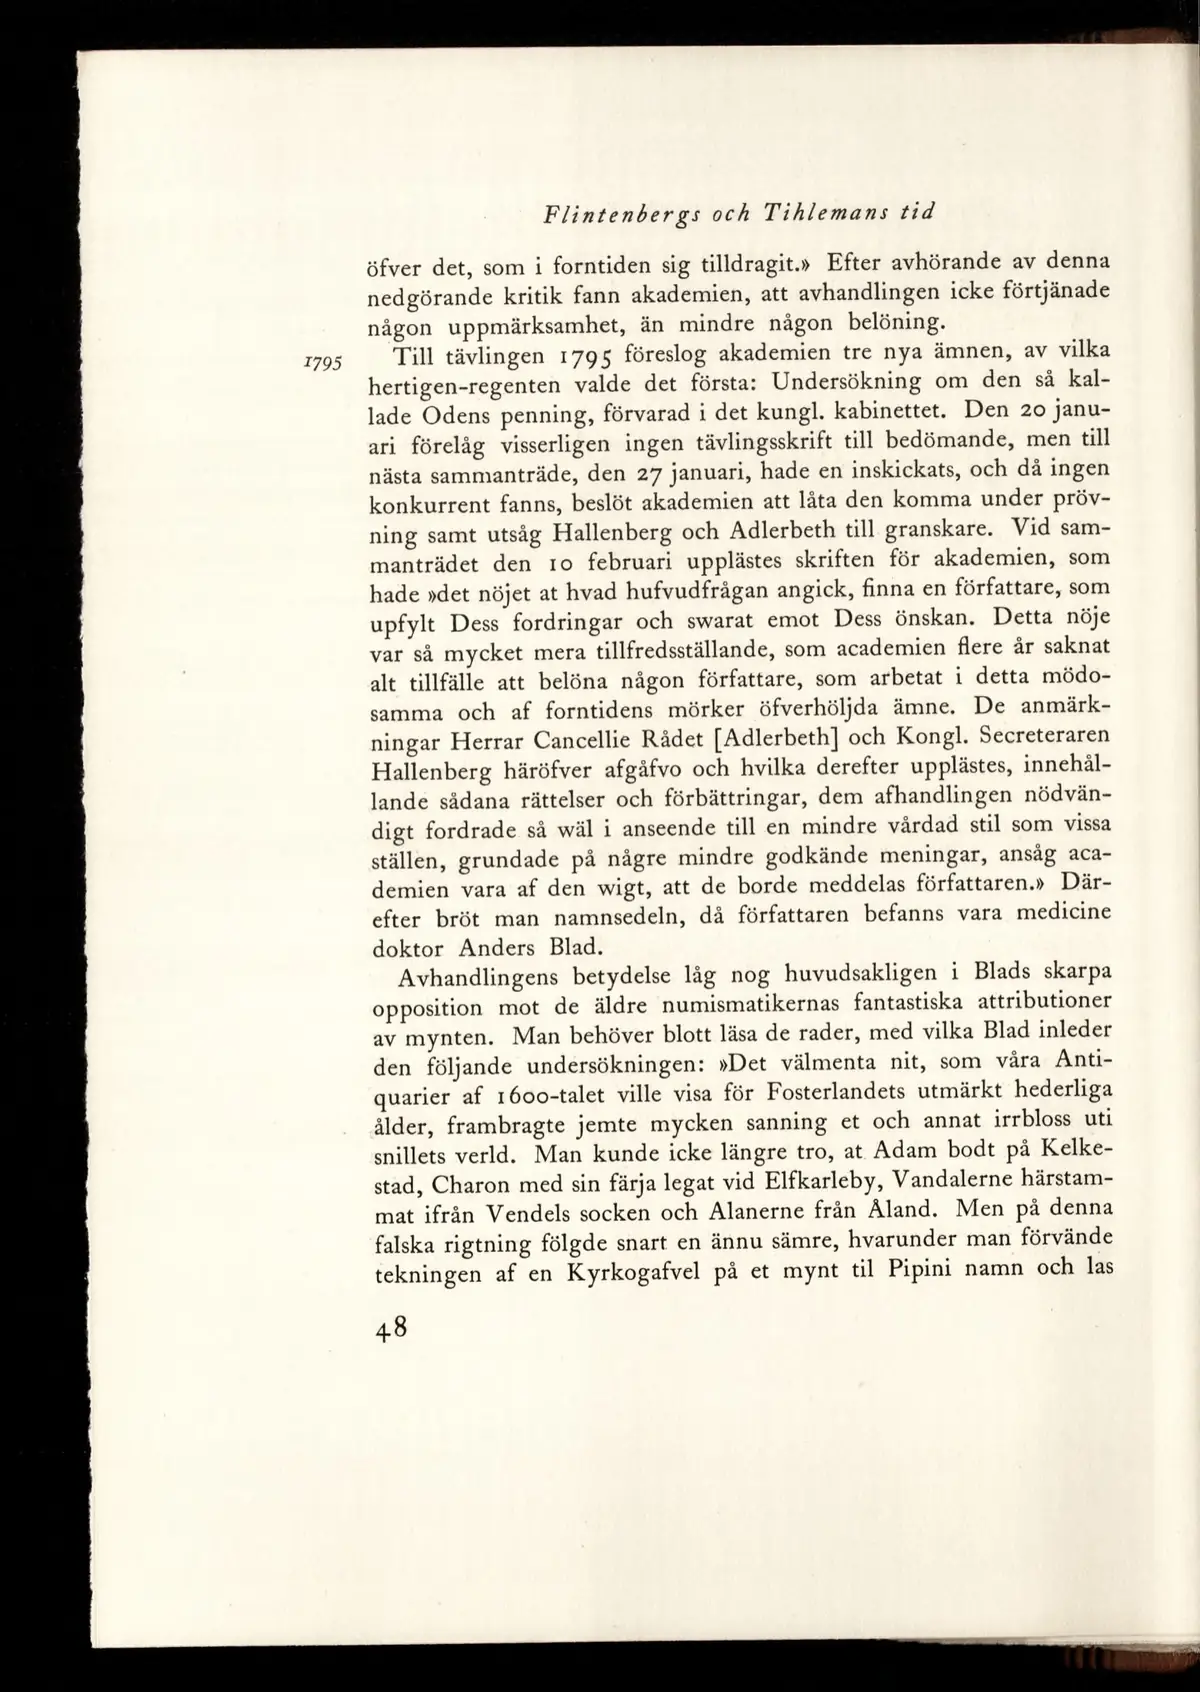 Flintenbergs och Tihlemans tid
öfver det, som i forntiden sig tilldragit.» Efter avhörande av denna
nedgörande kritik fann akademien, att avhandlingen icke förtjänade
någon uppmärksamhet, än mindre någon belöning.
1795 Till tävlingen 1795 föreslog akademien tre nya ämnen, av vilka
hertigen-regenten valde det första: Undersökning om den så kal-
lade Odens penning, förvarad i det kungl. kabinettet. Den 20 janu-
ari förelåg visserligen ingen tävlingsskrift till bedömande, men till
nästa sammanträde, den 27 januari, hade en inskickats, och då ingen
konkurrent fanns, beslöt akademien att låta den komma under pröv-
ning samt utsåg Hallenberg och Adlerbeth till granskare. Vid sam-
manträdet den 10 februari upplästes skriften för akademien, som
hade »det nöjet at hvad hufvudfrågan angick, finna en författare, som
upfylt Dess fordringar och swarat emot Dess önskan. Detta nöje
var så mycket mera tillfredsställande, som academien flere år saknat
alt tillfälle att belöna någon författare, som arbetat i detta mödo-
samma och af forntidens mörker öfverhöljda ämne. De anmärk-
ningar Herrar Cancellie Rådet [Adlerbeth] och Kongl. Secreteraren
Hallenberg häröfver afgåfvo och hvilka derefter upplästes, innehål-
lande sådana rättelser och förbättringar, dem afhandlingen nödvän-
digt fordrade så wäl i anseende till en mindre vårdad stil som vissa
ställen, grundade på någre mindre godkände meningar, ansåg aca-
demien vara af den wigt, att de borde meddelas författaren.» Där-
efter bröt man namnsedeln, då författaren befanns vara medicine
doktor Anders Blad.
Avhandlingens betydelse låg nog huvudsakligen i Blads skarpa
opposition mot de äldre numismatikernas fantastiska attributioner
av mynten. Man behöver blott läsa de rader, med vilka Blad inleder
den följande undersökningen: »Det välmenta nit, som våra Anti-
quarier af 1600-talet ville visa för Fosterlandets utmärkt hederliga
ålder, frambragte jemte mycken sanning et och annat irrbloss uti
snillets verld. Man kunde icke längre tro, at Adam bodt på Kelke-
stad, Charon med sin färja legat vid Elfkarleby, Vandalerne härstam-
mat ifrån Vendels socken och Alanerne från Åland. Men på denna
falska rigtning fölgde snart en ännu sämre, hvarunder man förvände
tekningen af en Kyrkogafvel på et mynt til Pipini namn och las
48